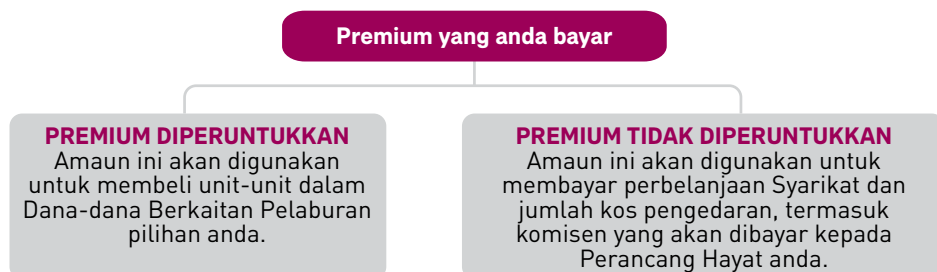 Premium yang anda bayar
PREMIUM DIPERUNTUKKAN
Amaun ini akan digunakan
untuk membeli unit-unit dalam
Dana-dana Berkaitan Pelaburan
pilihan anda.
PREMIUM TIDAK DIPERUNTUKKAN
Amaun ini akan digunakan untuk
membayar perbelanjaan Syarikat dan
jumlah kos pengedaran, termasuk
komisen yang akan dibayar kepada
Perancang Hayat anda.